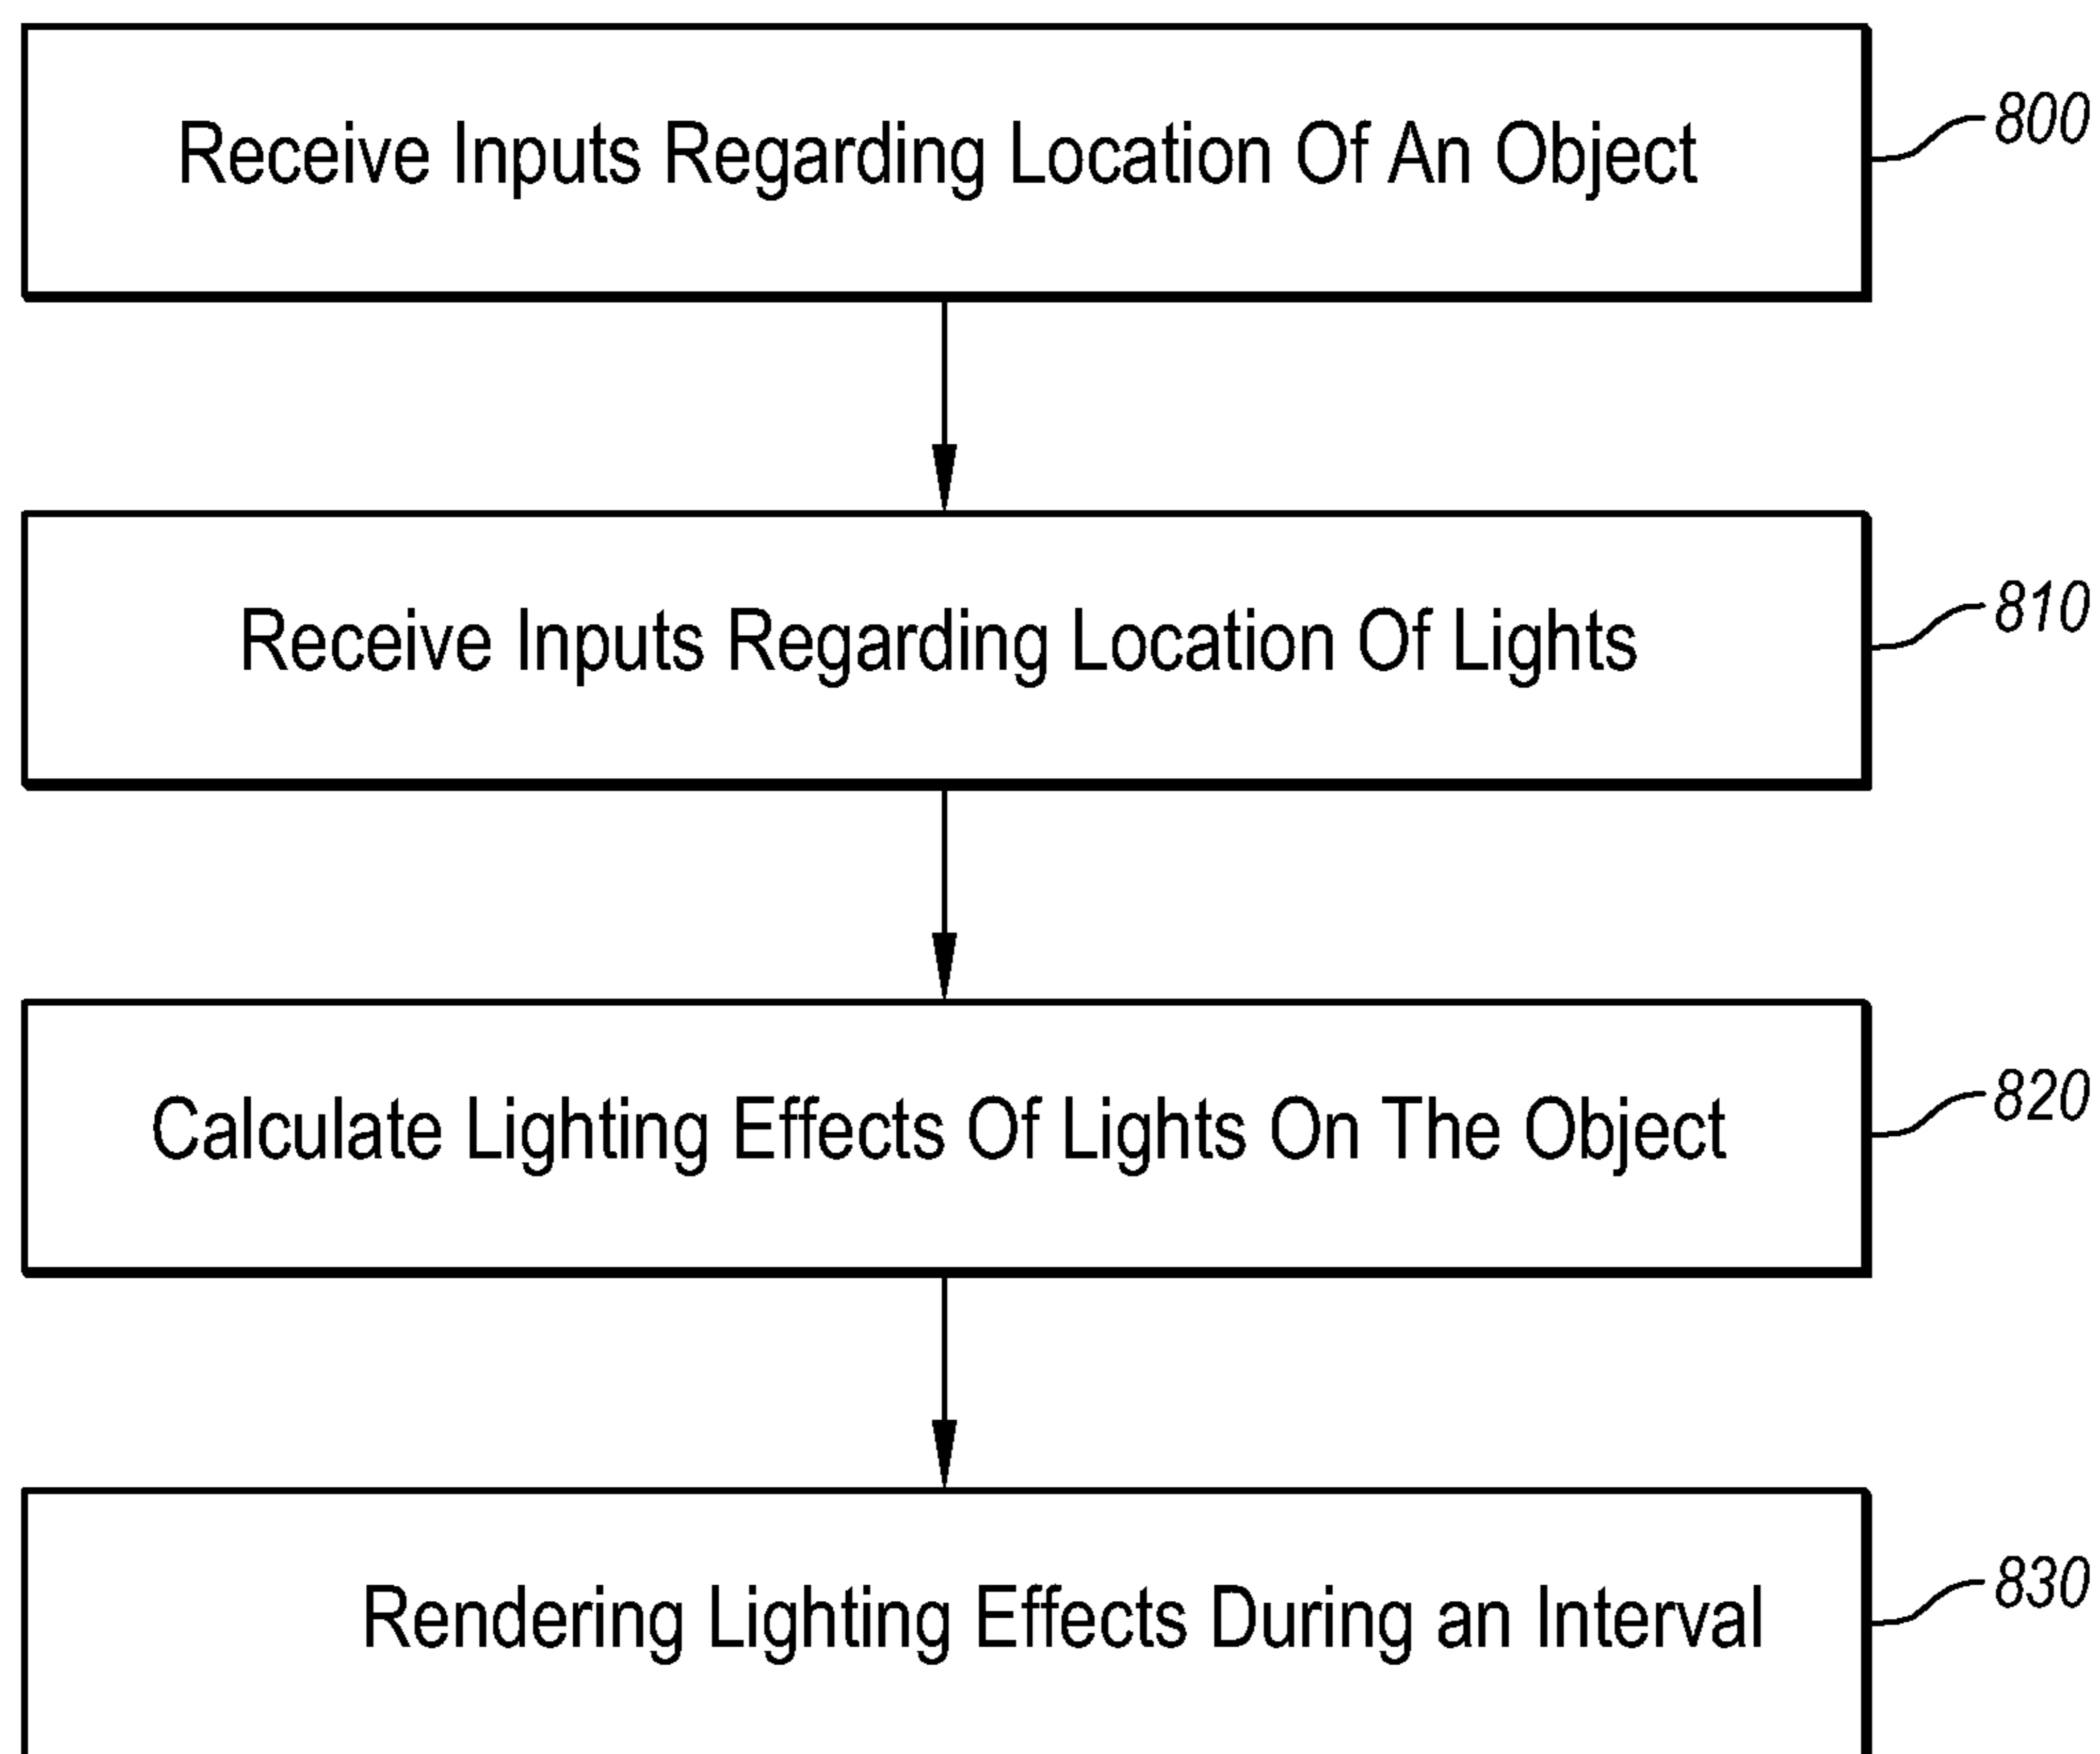 Receive Inputs Regarding Location Of An Object
800
Receive Inputs Regarding Location Of Lights
810
Calculate Lighting Effects Of Lights On The Object
820
Rendering Lighting Effects During an Interval
830